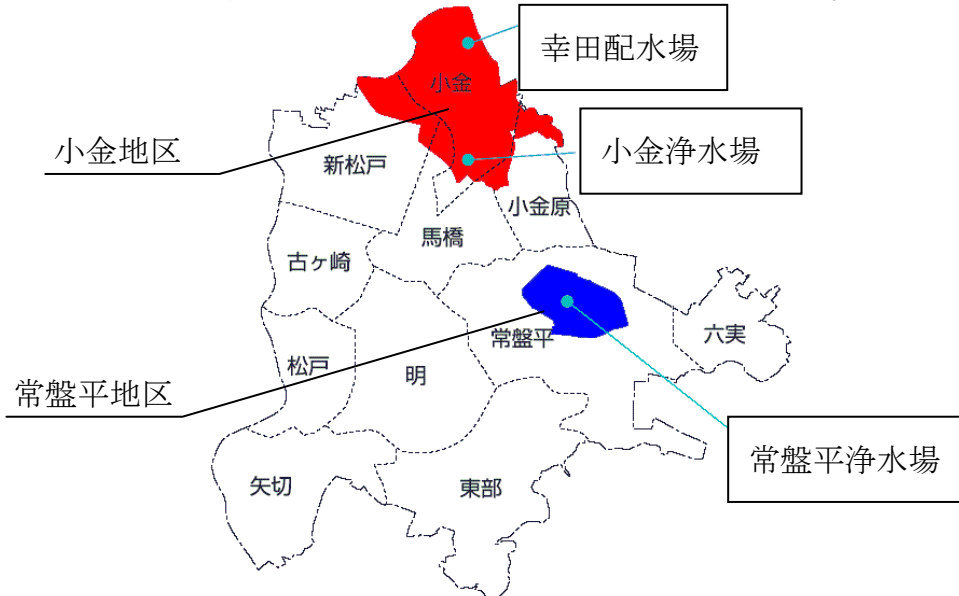 幸田配水場
小金
小金地区
小金浄水場
新松戸
小金原
馬橋
古ヶ崎
常盤平
六実
松戸
明
常盤平地区
常盤平浄水場
矢切
東部